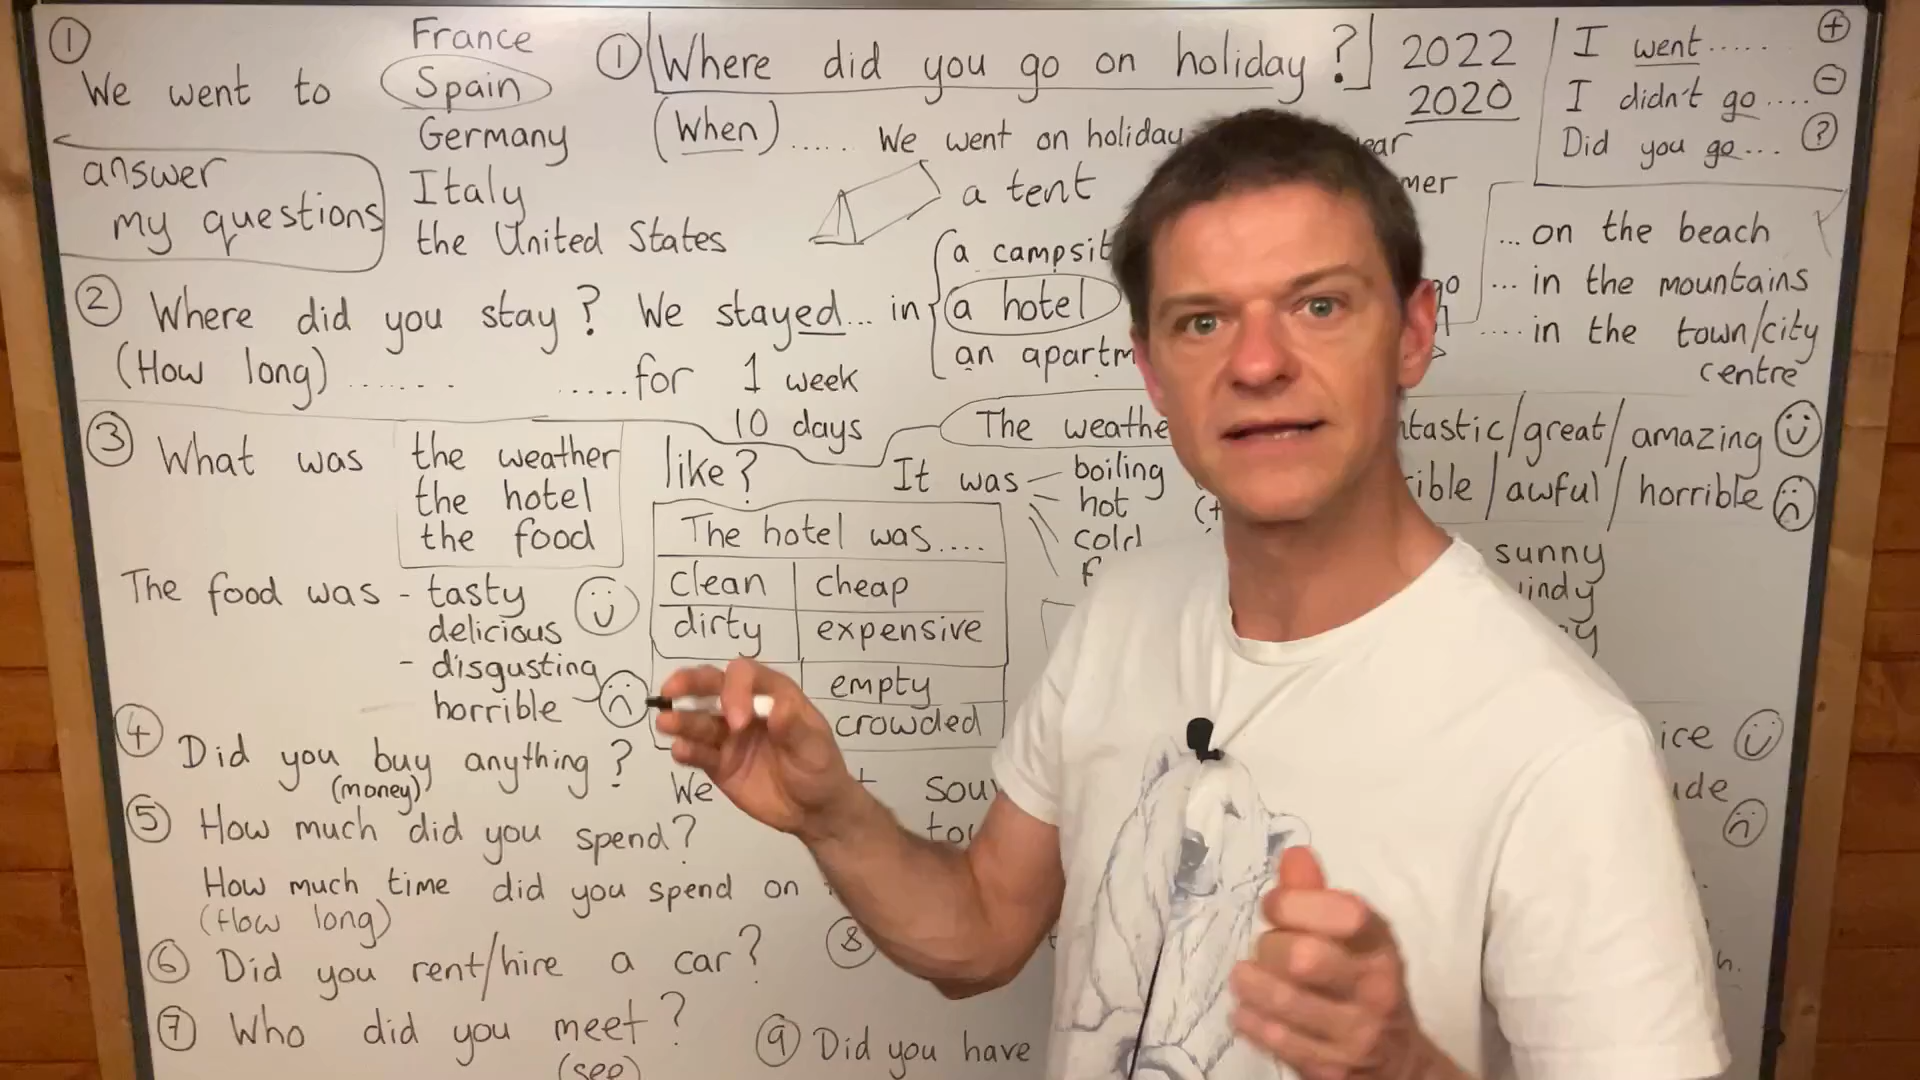 ①
We went to
France
Spain
Germany
Italy
the United States
answer
my questions
① Where did you go on holiday?
2022
2020
(When) ..... We went on holiday
I went..... +
I didn't go.... -
Did you go... ?
a tent
a campsit
a hotel
an apartm
... on the beach
... in the mountains
.... in the town/city
centre
② Where did you stay? We stayed... in
(How long) ....... .....for 1 week
10 days
③ What was
the weather
the hotel
the food
like?
The weathe
ntastic/great/amazing
ible/awful/horrible
It was
boiling
hot
cold
sunny
indy
The food was - tasty
delicious
- disgusting
horrible
The hotel was....
clean cheap
dirty expensive
empty
crowded
④ Did you buy anything?
(money)
We
⑤ How much did you spend?
How much time did you spend on
(How long)
⑥ Did you rent/hire a car?
⑦ Who did you meet?
(see)
⑧
⑨ Did you have